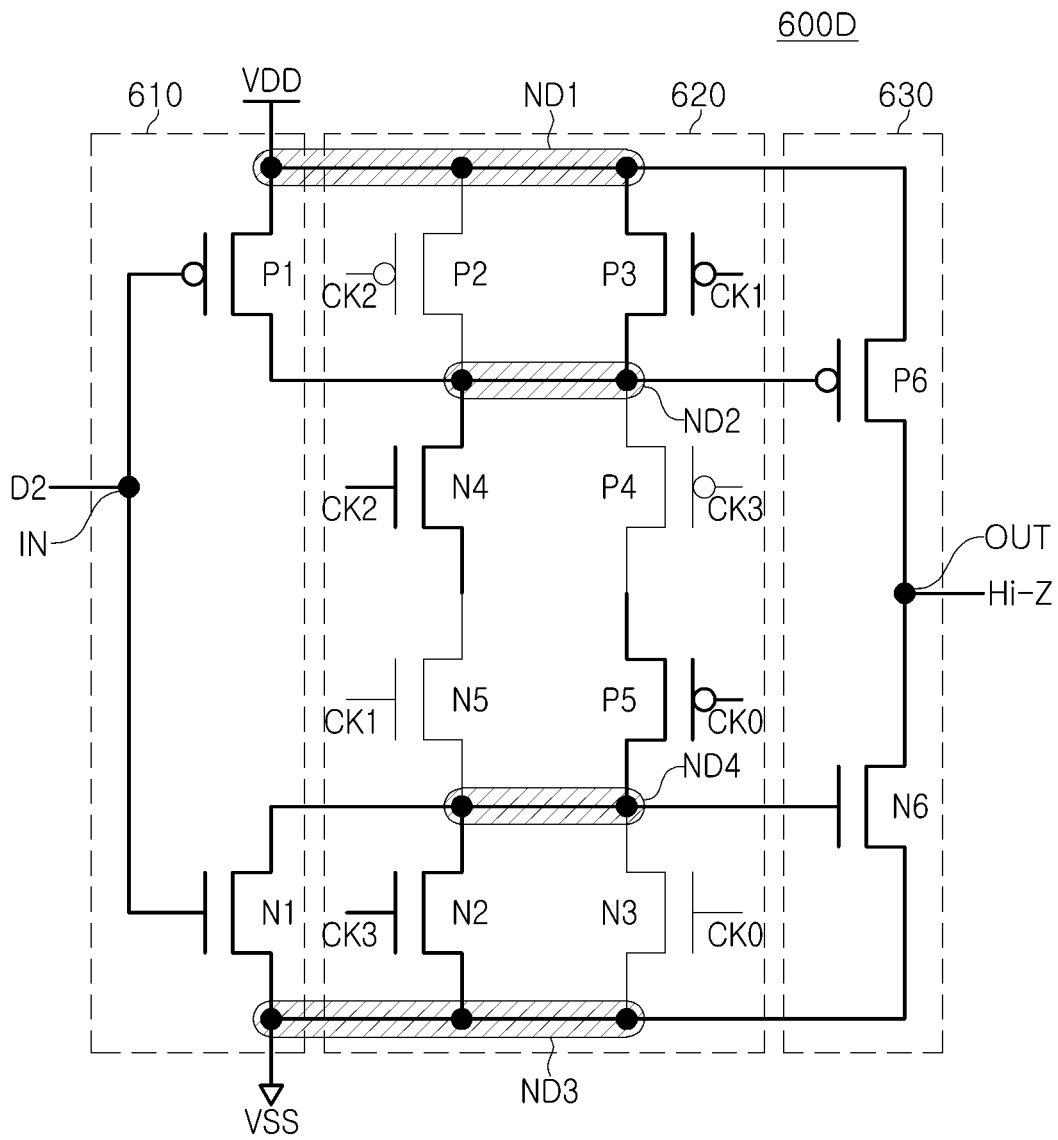 600D
VDD
610
ND1
620
630
P1
CK2
P2
P3
CK1
P6
ND2
D2
IN
CK2
N4
P4
CK3
OUT
Hi-Z
CK1
N5
P5
CK0
ND4
N6
N1
CK3
N2
N3
CK0
VSS
ND3